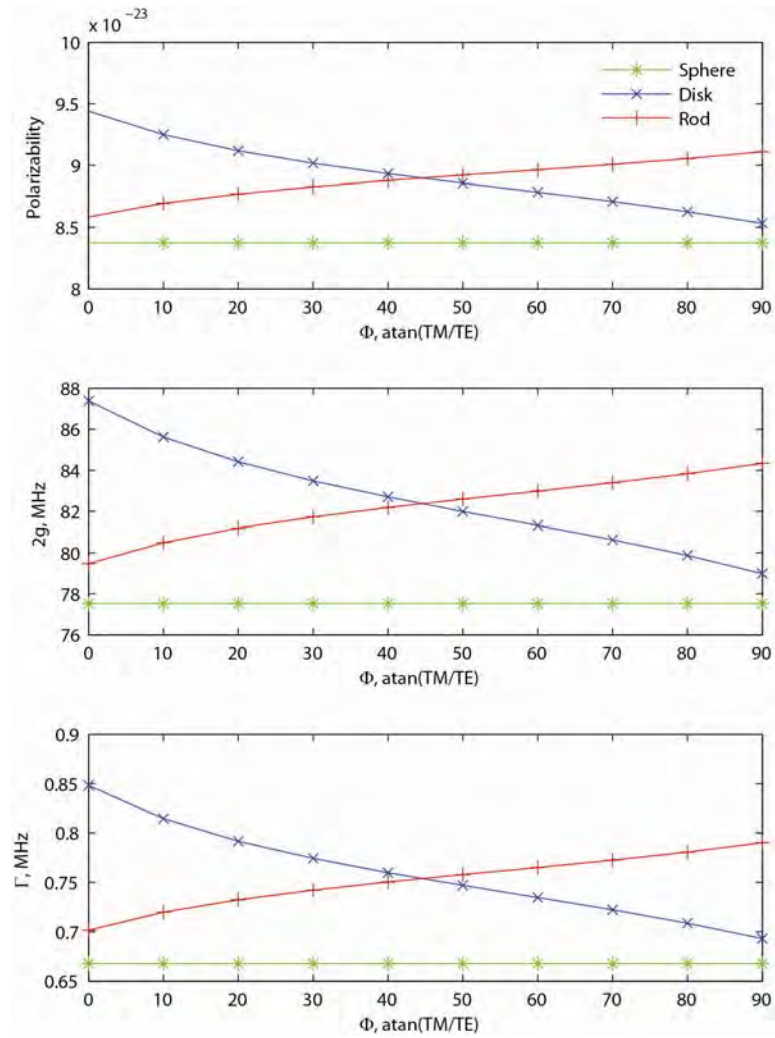 × 10 −23
10
9.5
9
8.5
8
Polarizability
Sphere
Disk
Rod
0 10 20 30 40 50 60 70 80 90
Φ, atan(TM/TE)
88
86
84
82
80
78
76
2g, MHz
0 10 20 30 40 50 60 70 80 90
Φ, atan(TM/TE)
0.9
0.85
0.8
0.75
0.7
0.65
Γ, MHz
0 10 20 30 40 50 60 70 80 90
Φ, atan(TM/TE)